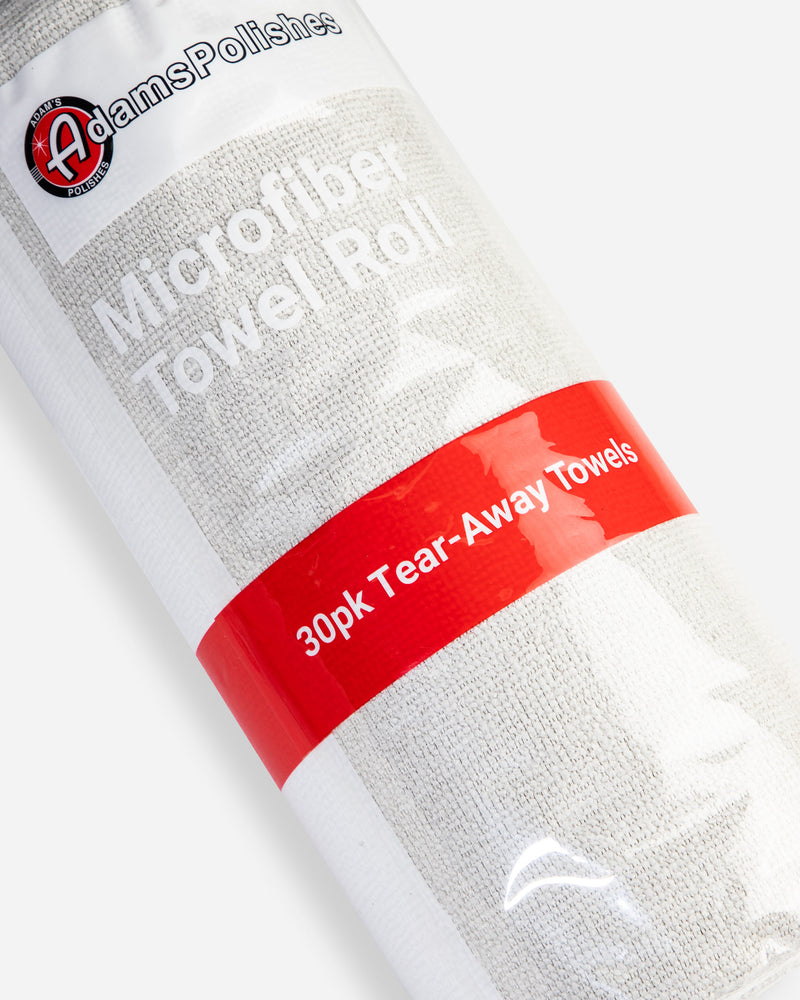 ADAM'S
POLISHES
AdamsPolishes
Microfiber
Towel Roll
30pk Tear-Away Towels